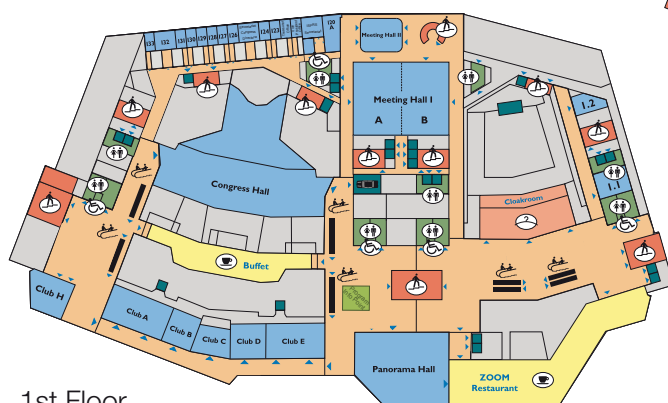 133
132
131
130
129
128
127
126
124
123
120
A
Meeting Hall II
Meeting Hall I
A
B
1.2
1.1
Congress Hall
Cloakroom
2
Buffet
Club H
Club A
Club B
Club C
Club D
Club E
Panorama Hall
ZOOM
Restaurant
1st Floor